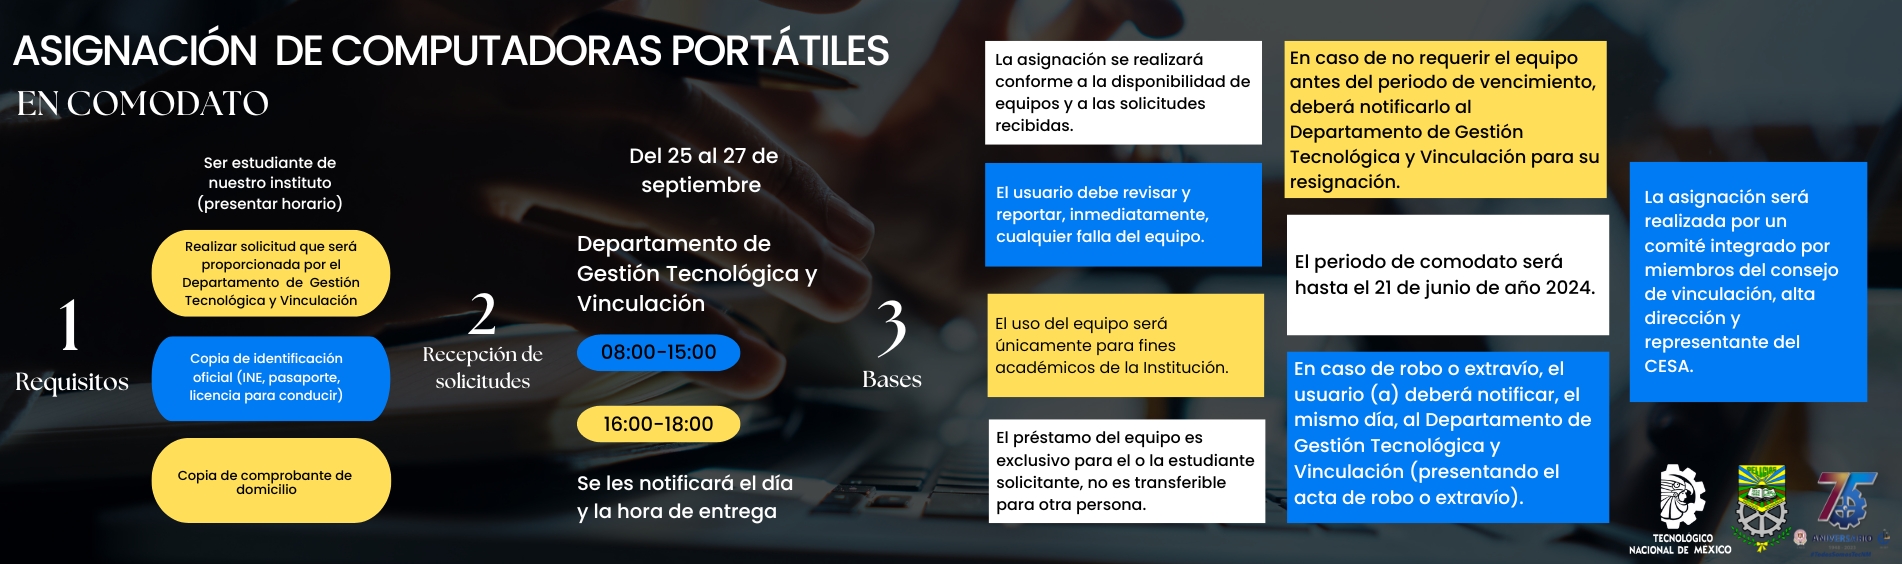 ASIGNACIÓN DE COMPUTADORAS PORTÁTILES
EN COMODATO
1
Requisitos
Ser estudiante de
nuestro instituto
(presentar horario)
Realizar solicitud que será
proporcionada por el
Departamento de Gestión
Tecnológica y Vinculación
Copia de identificación
oficial (INE, pasaporte,
licencia para conducir)
Copia de comprobante de
domicilio
2
Recepción de
solicitudes
Del 25 al 27 de
septiembre
Departamento de
Gestión Tecnológica y
Vinculación
08:00-15:00
16:00-18:00
Se les notificará el día
y la hora de entrega
3
Bases
La asignación se realizará
conforme a la disponibilidad de
equipos y a las solicitudes
recibidas.
El usuario debe revisar y
reportar, inmediatamente,
cualquier falla del equipo.
El uso del equipo será
únicamente para fines
académicos de la Institución.
El préstamo del equipo es
exclusivo para el o la estudiante
solicitante, no es transferible
para otra persona.
En caso de no requerir el equipo
antes del periodo de vencimiento,
deberá notificarlo al
Departamento de Gestión
Tecnológica y Vinculación para su
resignación.
El periodo de comodato será
hasta el 21 de junio de año 2024.
En caso de robo o extravío, el
usuario (a) deberá notificar, el
mismo día, al Departamento de
Gestión Tecnológica y
Vinculación (presentando el
acta de robo o extravío).
La asignación será
realizada por un
comité integrado por
miembros del consejo
de vinculación, alta
dirección y
representante del
CESA.
TECNOLÓGICO
NACIONAL DE MÉXICO
DELICIAS
75
ANIVERSARIO